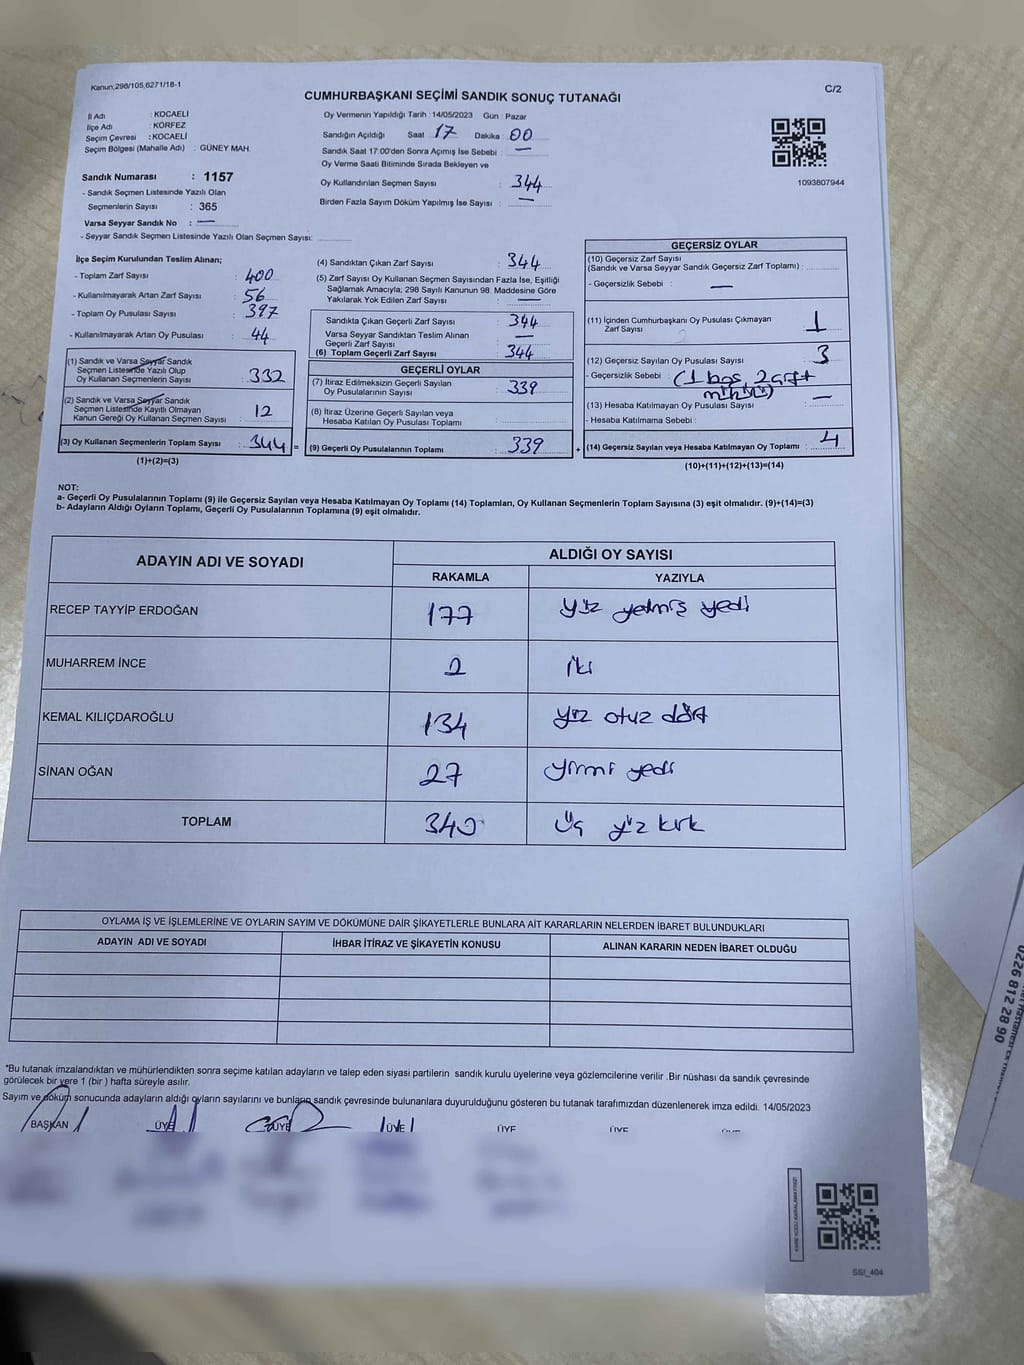 Kanun;298/105,6271/18-1
C/2
CUMHURBAŞKANI SEÇİMİ SANDIK SONUÇ TUTANAĞI
İl Adı : KOCAELİ
İlçe Adı : KÖRFEZ
Seçim Çevresi : KOCAELİ
Seçim Bölgesi (Mahalle Adı) : GÜNEY MAH.
Sandık Numarası : 1157
- Sandık Seçmen Listesinde Yazılı Olan
Seçmenlerin Sayısı : 365
Varsa Seyyar Sandık No : —
- Seyyar Sandık Seçmen Listesinde Yazılı Olan Seçmen Sayısı:
Oy Vermenin Yapıldığı Tarih : 14/05/2023 Gün : Pazar
Sandığın Açıldığı Saat 17 Dakika 00
Sandık Saat 17:00'den Sonra Açımış İse Sebebi : —
Oy Verme Saati Bitiminde Sırada Bekleyen ve
Oy Kullandırılan Seçmen Sayısı : 344
Birden Fazla Sayım Döküm Yapılmış İse Sayısı : —
1093807944
İlçe Seçim Kurulundan Teslim Alınan;
- Toplam Zarf Sayısı : 400
- Kullanılmayarak Artan Zarf Sayısı : 56
- Toplam Oy Pusulası Sayısı : 397
- Kullanılmayarak Artan Oy Pusulası : 44
(1) Sandık ve Varsa Seyyar Sandık
Seçmen Listesinde Yazılı Olup
Oy Kullanan Seçmenlerin Sayısı : 332
(2) Sandık ve Varsa Seyyar Sandık
Seçmen Listesinde Kayıtlı Olmayan
Kanun Gereği Oy Kullanan Seçmen Sayısı : 12
(3) Oy Kullanan Seçmenlerin Toplam Sayısı : 344 =
(1)+(2)=(3)
(4) Sandıktan Çıkan Zarf Sayısı : 344
(5) Zarf Sayısı Oy Kullanan Seçmen Sayısından Fazla İse, Eşitliği
Sağlamak Amacıyla; 298 Sayılı Kanunun 98. Maddesine Göre
Yakılarak Yok Edilen Zarf Sayısı : —
Sandıkta Çıkan Geçerli Zarf Sayısı : 344
Varsa Seyyar Sandıktan Teslim Alınan
Geçerli Zarf Sayısı : —
(6) Toplam Geçerli Zarf Sayısı : 344
GEÇERLİ OYLAR
(7) İtiraz Edilmeksizin Geçerli Sayılan
Oy Pusulalarının Sayısı : 339
(8) İtiraz Üzerine Geçerli Sayılan veya
Hesaba Katılan Oy Pusulası Toplamı :
(9) Geçerli Oy Pusulalarının Toplamı : 339 +
GEÇERSİZ OYLAR
(10) Geçersiz Zarf Sayısı
(Sandık ve Varsa Seyyar Sandık Geçersiz Zarf Toplamı) :
- Geçersizlik Sebebi : —
(11) İçinden Cumhurbaşkanı Oy Pusulası Çıkmayan
Zarf Sayısı : 1
(12) Geçersiz Sayılan Oy Pusulası Sayısı : 3
- Geçersizlik Sebebi : (1 boş, 2 çift
mühür)
(13) Hesaba Katılmayan Oy Pusulası Sayısı : —
- Hesaba Katılmama Sebebi :
(14) Geçersiz Sayılan veya Hesaba Katılmayan Oy Toplamı : 4
(10)+(11)+(12)+(13)=(14)
NOT:
a- Geçerli Oy Pusulalarının Toplamı (9) ile Geçersiz Sayılan veya Hesaba Katılmayan Oy Toplamı (14) Toplamları, Oy Kullanan Seçmenlerin Toplam Sayısına (3) eşit olmalıdır. (9)+(14)=(3)
b- Adayların Aldığı Oyların Toplamı, Geçerli Oy Pusulalarının Toplamına (9) eşit olmalıdır.
ADAYIN ADI VE SOYADI
ALDIĞI OY SAYISI
RAKAMLA YAZIYLA
RECEP TAYYİP ERDOĞAN 177 yüz yetmiş yedi
MUHARREM İNCE 2 iki
KEMAL KILIÇDAROĞLU 134 yüz otuz dört
SİNAN OĞAN 27 yirmi yedi
TOPLAM 340 üç yüz kırk
OYLAMA İŞ VE İŞLEMLERİNE VE OYLARIN SAYIM VE DÖKÜMÜNE DAİR ŞİKAYETLERLE BUNLARA AİT KARARLARIN NELERDEN İBARET BULUNDUKLARI
ADAYIN ADI VE SOYADI İHBAR İTİRAZ VE ŞİKAYETİN KONUSU ALINAN KARARIN NEDEN İBARET OLDUĞU
*Bu tutanak imzalandıktan ve mühürlendikten sonra seçime katılan adayların ve talep eden siyasi partilerin sandık kurulu üyelerine veya gözlemcilerine verilir .Bir nüshası da sandık çevresinde
görülecek bir yere 1 (bir ) hafta süreyle asılır.
Sayım ve döküm sonucunda adayların aldığı oyların sayılarını ve bunların sandık çevresinde bulunanlara duyurulduğunu gösteren bu tutanak tarafımızdan düzenlenerek imza edildi. 14/05/2023
BAŞKAN ÜYE ÜYE ÜYE ÜYE ÜYE
SSI_404
0226 812 28 90